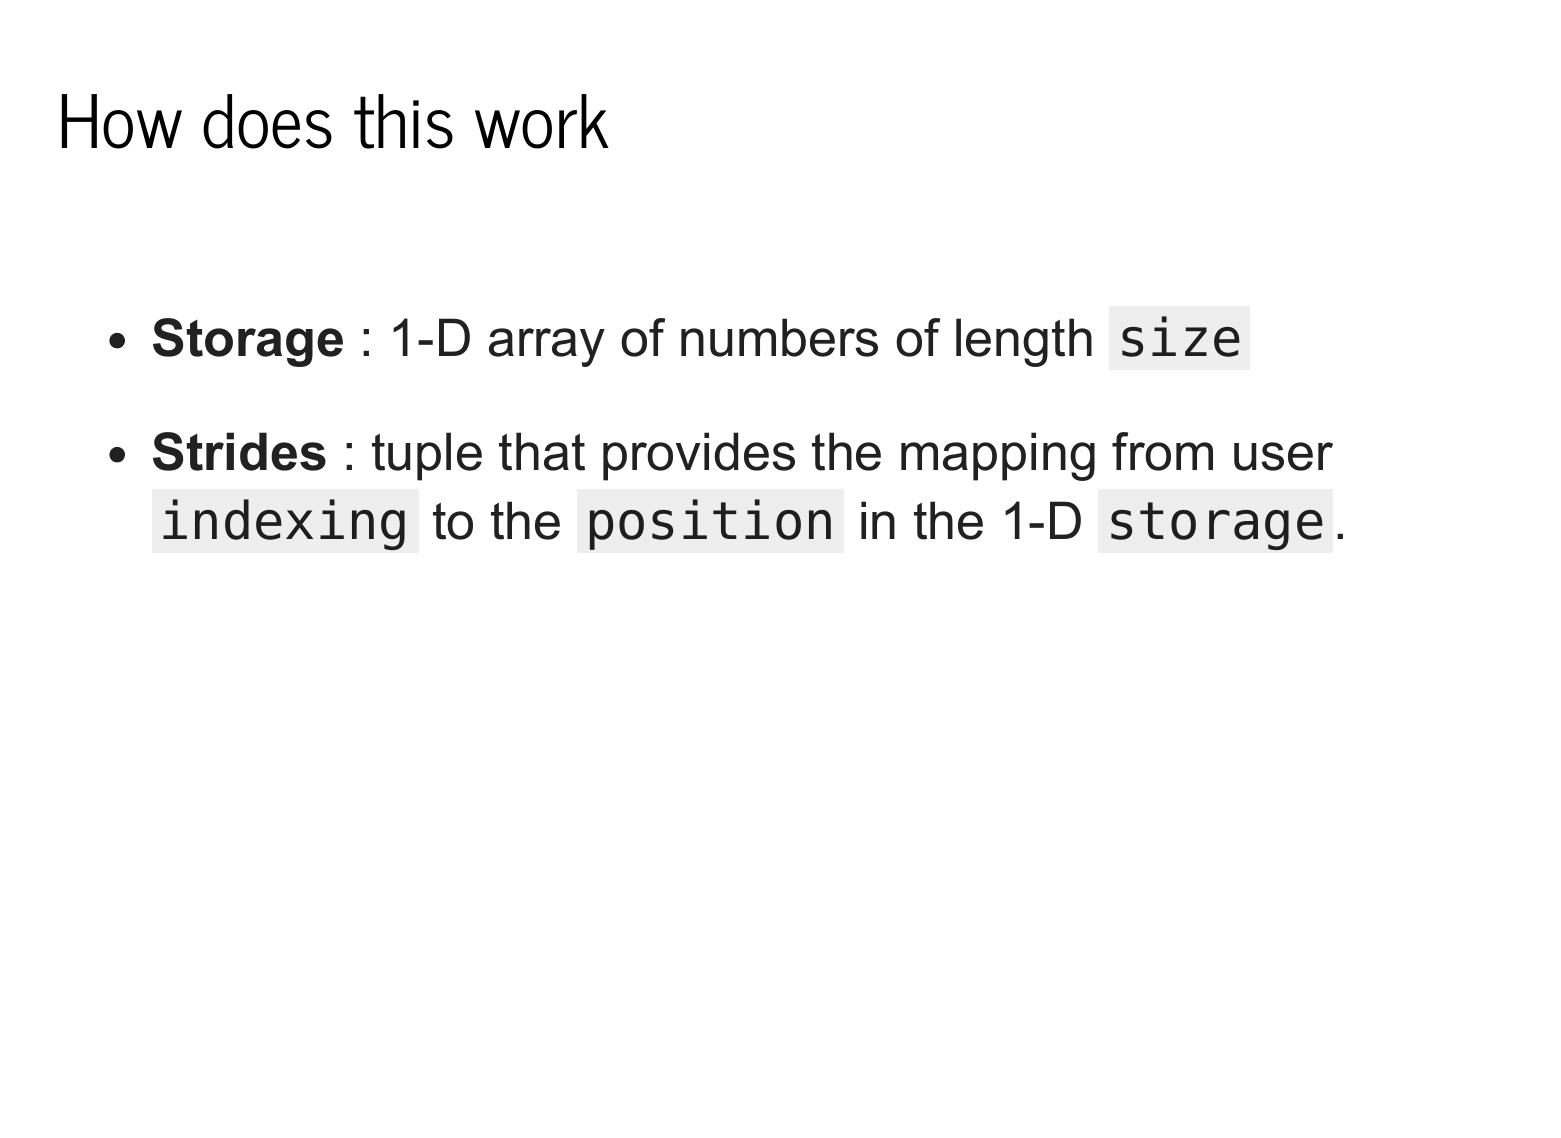 How does this work
• Storage : 1-D array of numbers of length size
• Strides : tuple that provides the mapping from user
indexing to the position in the 1-D storage.